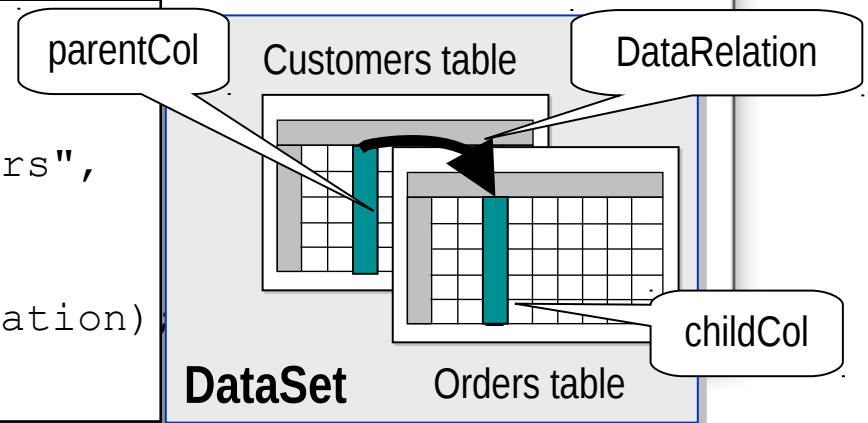 parentCol
Customers table
DataRelation
rs",
ation);
childCol
DataSet
Orders table